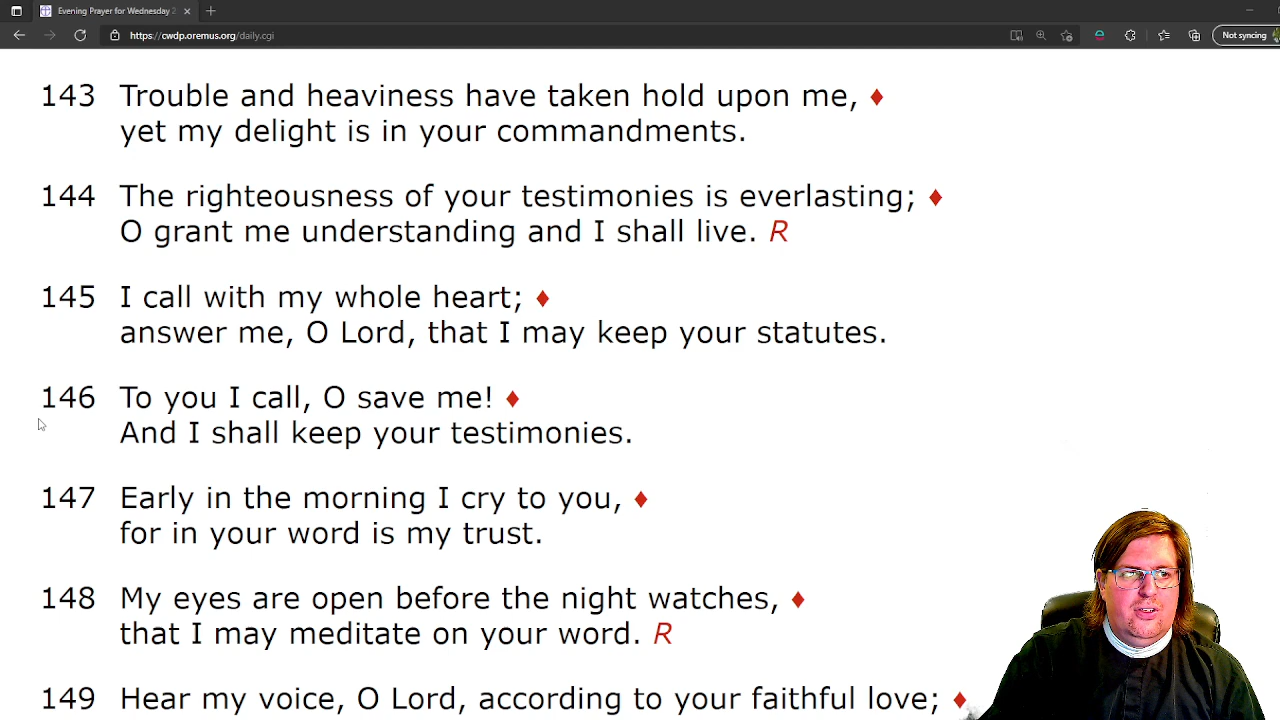 Evening Prayer for Wednesday 2
https://cwdp.oremus.org/daily.cgi
Not syncing
143 Trouble and heaviness have taken hold upon me, ♦
yet my delight is in your commandments.
144 The righteousness of your testimonies is everlasting; ♦
O grant me understanding and I shall live. R
145 I call with my whole heart; ♦
answer me, O Lord, that I may keep your statutes.
146 To you I call, O save me! ♦
And I shall keep your testimonies.
147 Early in the morning I cry to you, ♦
for in your word is my trust.
148 My eyes are open before the night watches, ♦
that I may meditate on your word. R
149 Hear my voice, O Lord, according to your faithful love; ♦